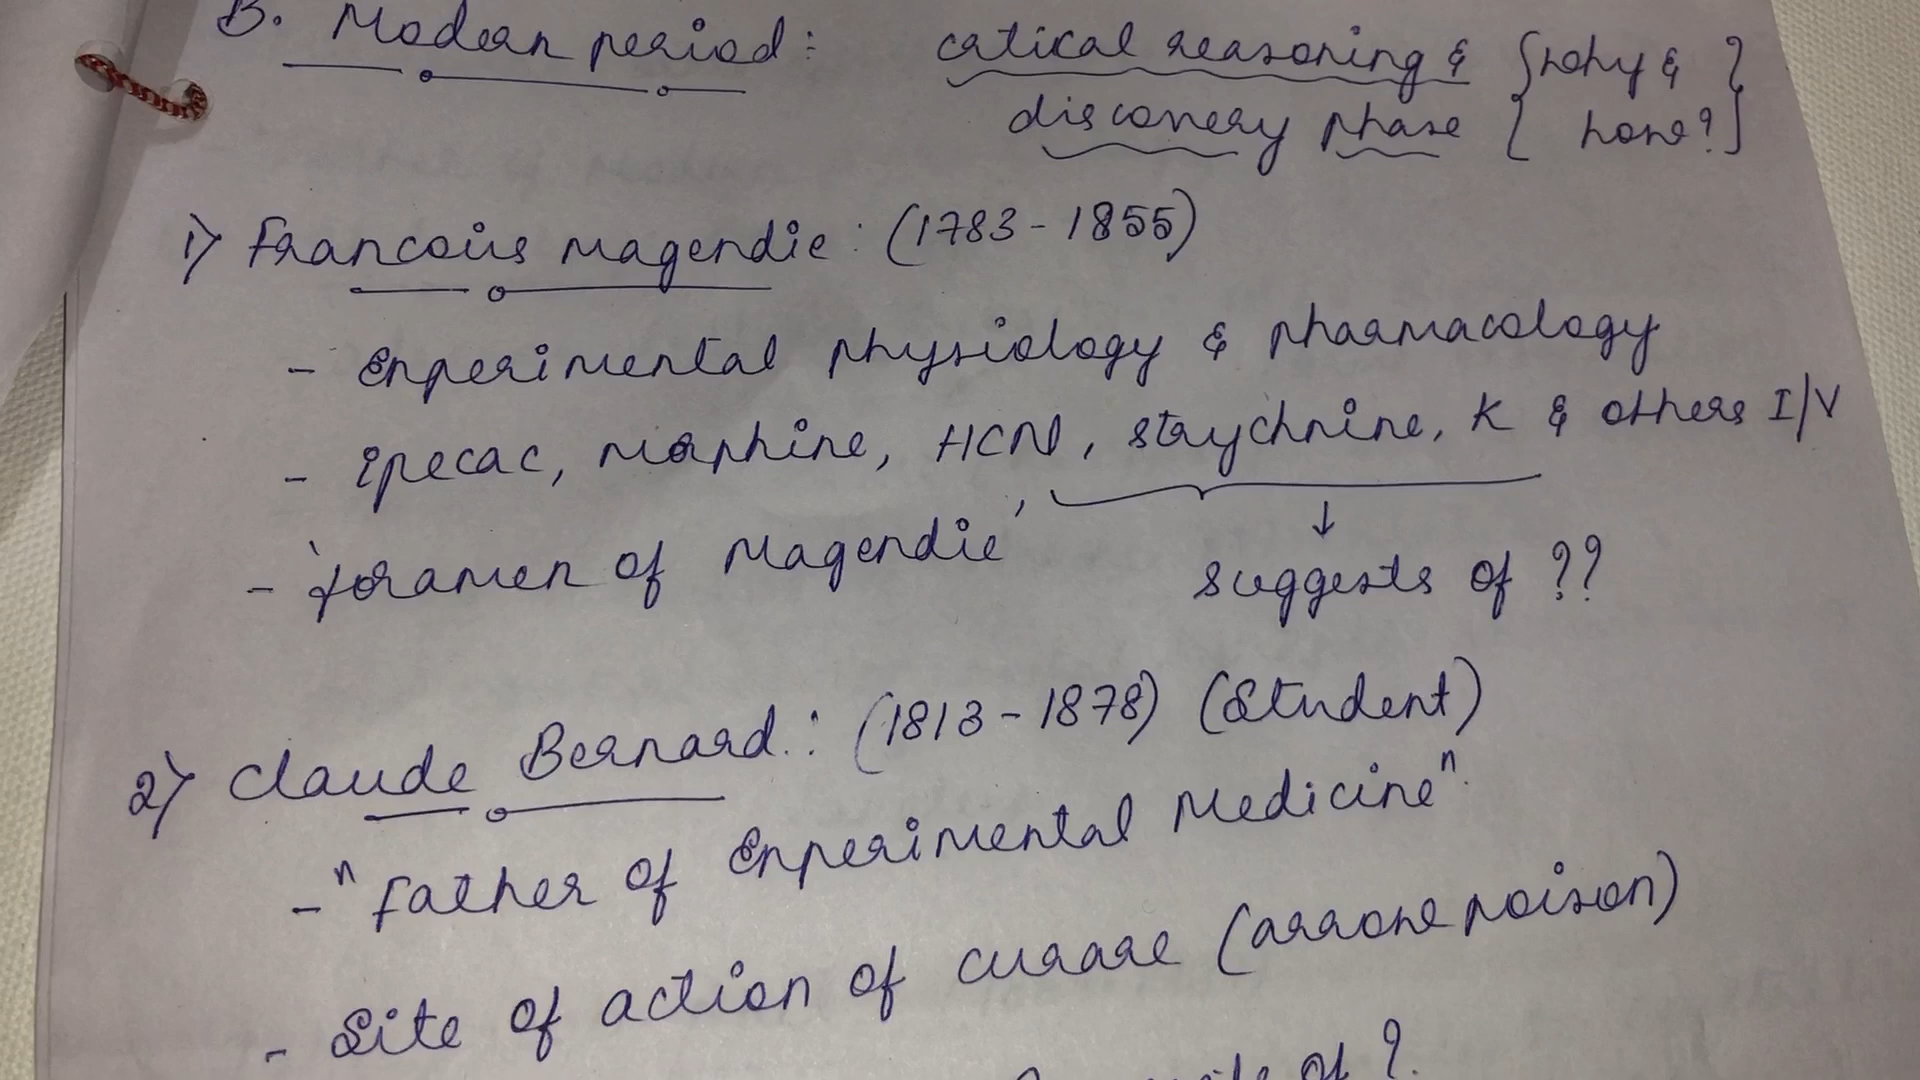 B. Modern period: critical reasoning & {why & }
discovery phase { how? }
1) Francois Magendie: (1783-1855)
- Experimental physiology & pharmacology
- Ipecac, Morphine, HCN, strychnine, K & others I/V
- 'foramen of Magendie'
↓
suggests of ??
2) Claude Bernard: (1813-1878) (Student)
- "Father of Experimental Medicine"
- Site of action of curare (arrow poison)
of ?